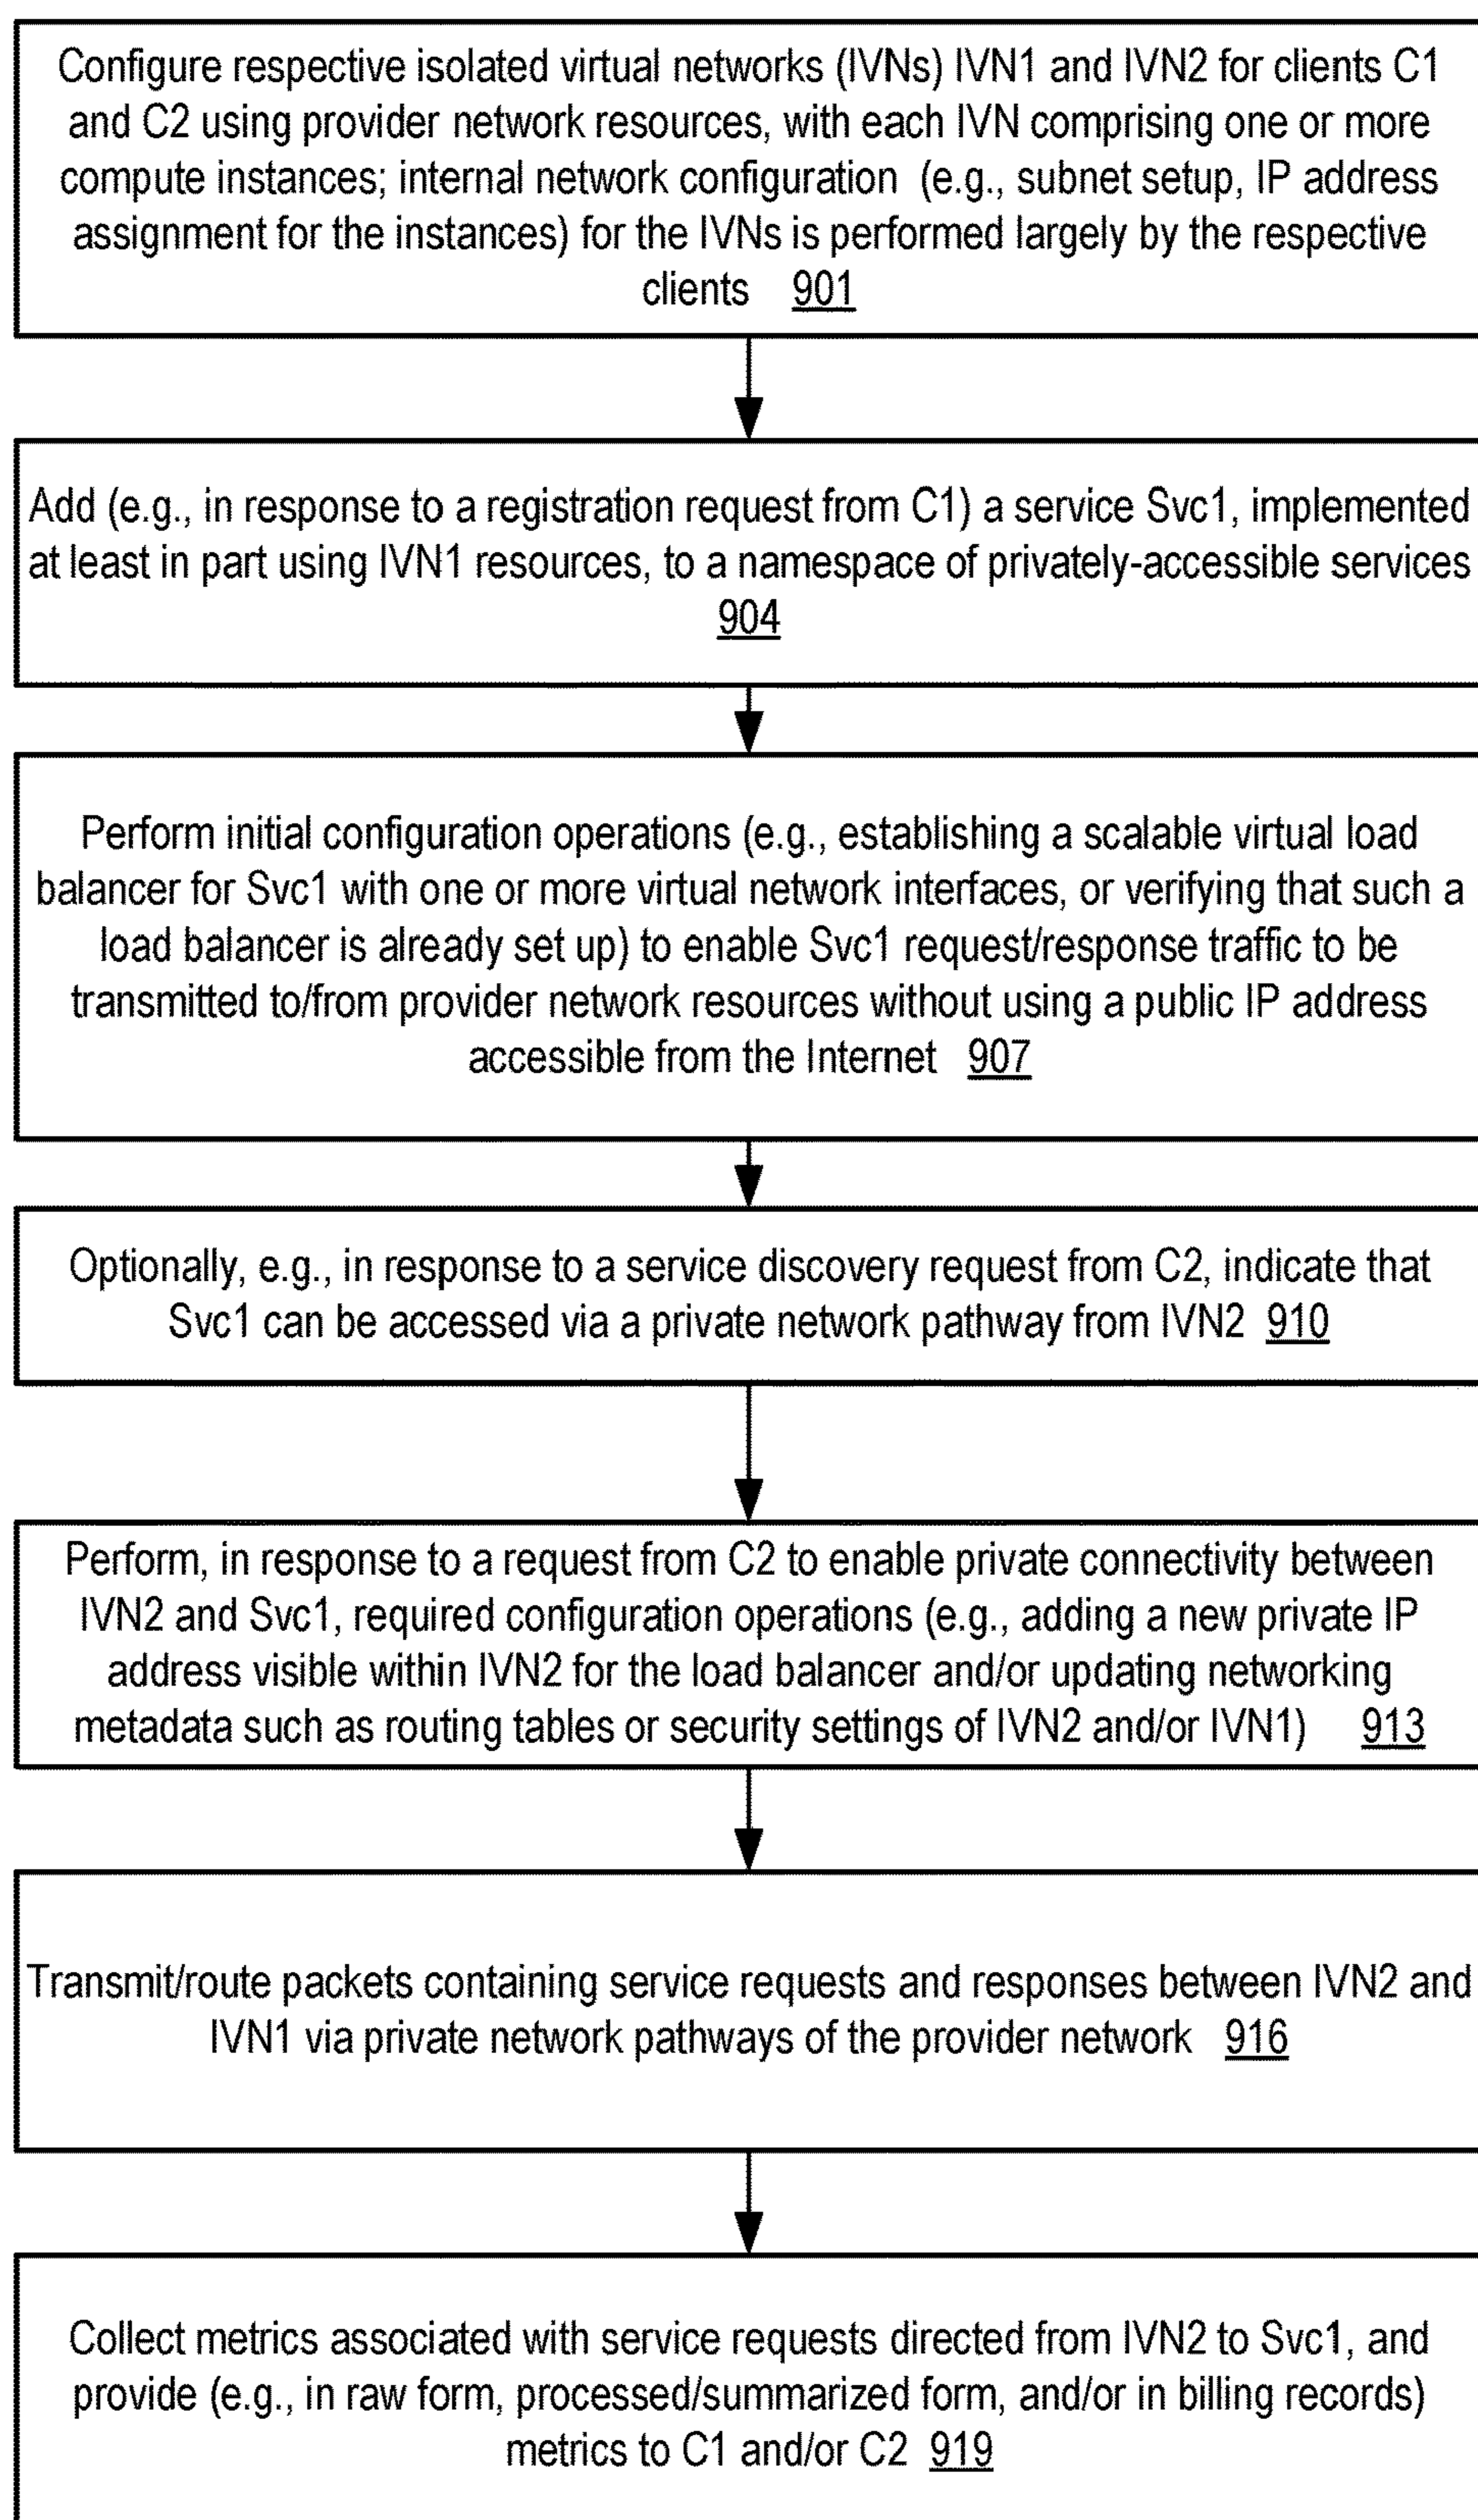 Configure respective isolated virtual networks (IVNs) IVN1 and IVN2 for clients C1
and C2 using provider network resources, with each IVN comprising one or more
compute instances; internal network configuration (e.g., subnet setup, IP address
assignment for the instances) for the IVNs is performed largely by the respective
clients 901
Add (e.g., in response to a registration request from C1) a service Svc1, implemented
at least in part using IVN1 resources, to a namespace of privately-accessible services
904
Perform initial configuration operations (e.g., establishing a scalable virtual load
balancer for Svc1 with one or more virtual network interfaces, or verifying that such a
load balancer is already set up) to enable Svc1 request/response traffic to be
transmitted to/from provider network resources without using a public IP address
accessible from the Internet 907
Optionally, e.g., in response to a service discovery request from C2, indicate that
Svc1 can be accessed via a private network pathway from IVN2 910
Perform, in response to a request from C2 to enable private connectivity between
IVN2 and Svc1, required configuration operations (e.g., adding a new private IP
address visible within IVN2 for the load balancer and/or updating networking
metadata such as routing tables or security settings of IVN2 and/or IVN1) 913
Transmit/route packets containing service requests and responses between IVN2 and
IVN1 via private network pathways of the provider network 916
Collect metrics associated with service requests directed from IVN2 to Svc1, and
provide (e.g., in raw form, processed/summarized form, and/or in billing records)
metrics to C1 and/or C2 919